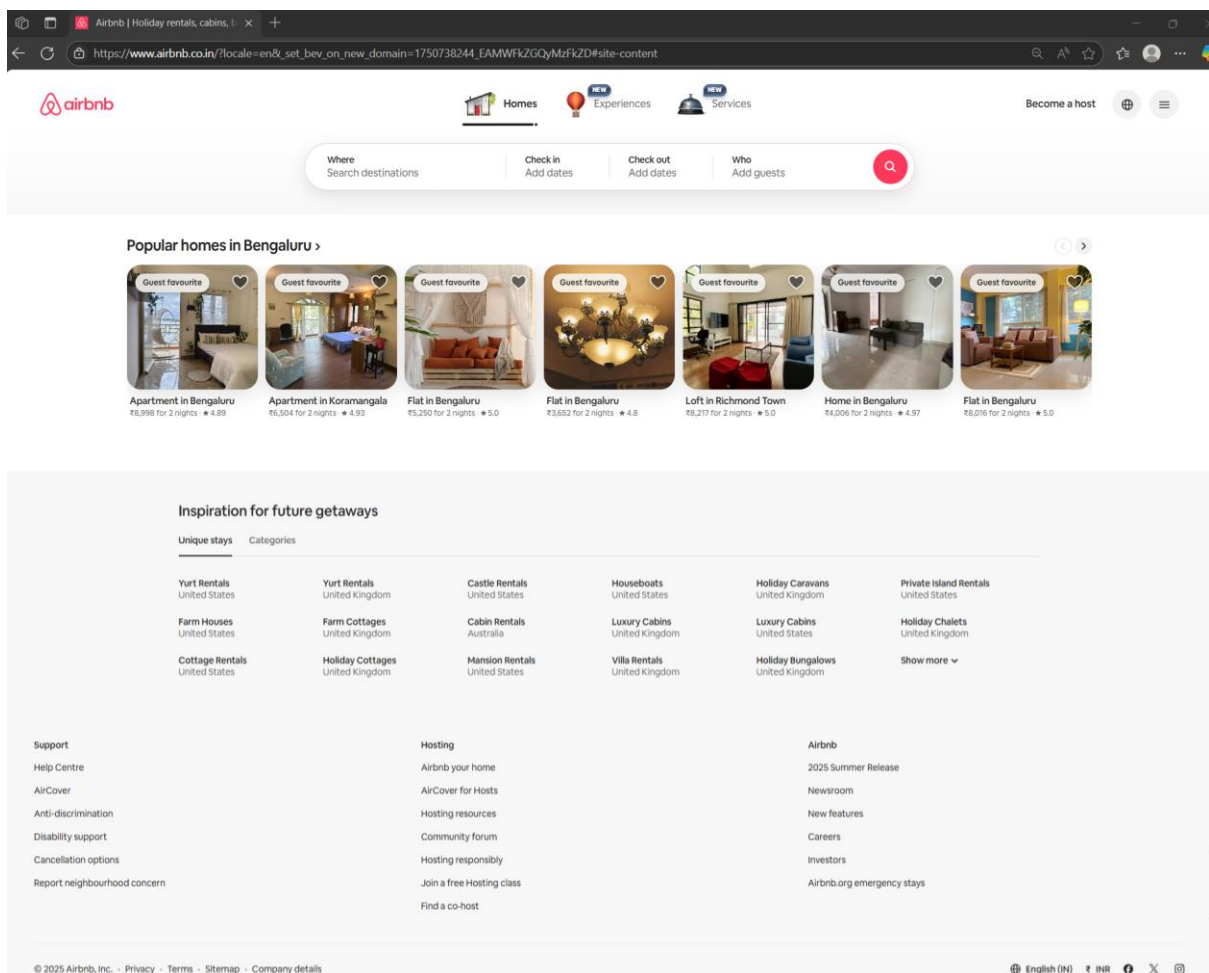 Airbnb | Holiday rentals, cabins, b
https://www.airbnb.co.in/?locale=en&_set_bev_on_new_domain=1750738244_EAMWFkZGQyMzFkZD#site-content
airbnb
Homes
NEW
Experiences
NEW
Services
Become a host
Where
Search destinations
Check in
Add dates
Check out
Add dates
Who
Add guests
Popular homes in Bengaluru ›
Guest favourite
Guest favourite
Guest favourite
Guest favourite
Guest favourite
Guest favourite
Guest favourite
Apartment in Bengaluru
₹8,998 for 2 nights · ★ 4.89
Apartment in Koramangala
₹6,504 for 2 nights · ★ 4.93
Flat in Bengaluru
₹5,250 for 2 nights · ★ 5.0
Flat in Bengaluru
₹3,652 for 2 nights · ★ 4.8
Loft in Richmond Town
₹8,217 for 2 nights · ★ 5.0
Home in Bengaluru
₹4,006 for 2 nights · ★ 4.97
Flat in Bengaluru
₹8,016 for 2 nights · ★ 5.0
Inspiration for future getaways
Unique stays Categories
Yurt Rentals
United States
Yurt Rentals
United Kingdom
Castle Rentals
United States
Houseboats
United States
Holiday Caravans
United Kingdom
Private Island Rentals
United States
Farm Houses
United States
Farm Cottages
United Kingdom
Cabin Rentals
Australia
Luxury Cabins
United Kingdom
Luxury Cabins
United States
Holiday Chalets
United Kingdom
Cottage Rentals
United States
Holiday Cottages
United Kingdom
Mansion Rentals
United States
Villa Rentals
United Kingdom
Holiday Bungalows
United Kingdom
Show more
Support
Help Centre
AirCover
Anti-discrimination
Disability support
Cancellation options
Report neighbourhood concern
Hosting
Airbnb your home
AirCover for Hosts
Hosting resources
Community forum
Hosting responsibly
Join a free Hosting class
Find a co-host
Airbnb
2025 Summer Release
Newsroom
New features
Careers
Investors
Airbnb.org emergency stays
© 2025 Airbnb, Inc. · Privacy · Terms · Sitemap · Company details
English (IN) ₹ INR